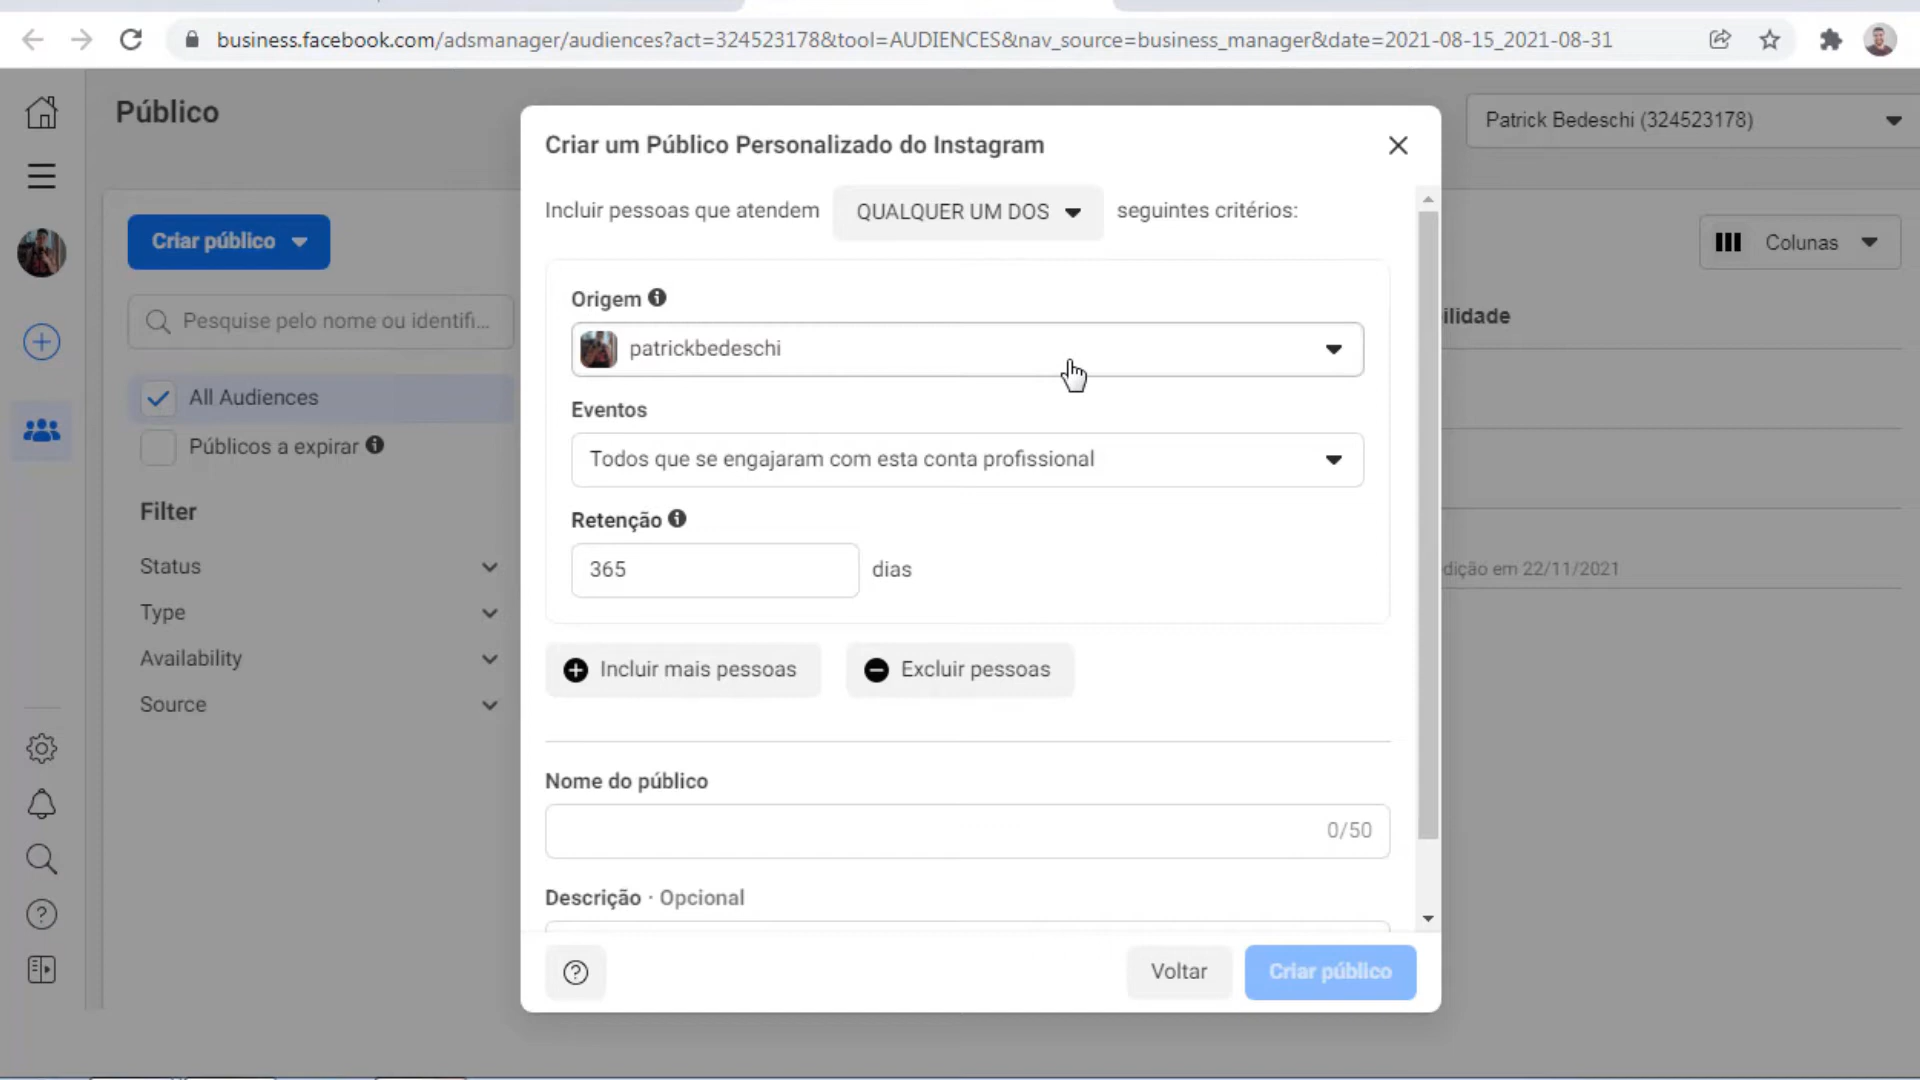 business.facebook.com/adsmanager/audiences?act=324523178&tool=AUDIENCES&nav_source=business_manager&date=2021-08-15_2021-08-31
Público
Patrick Bedeschi (324523178)
Criar público
Pesquise pelo nome ou identifi...
All Audiences
Públicos a expirar
Filter
Status
Type
Availability
Source
Criar um Público Personalizado do Instagram
Incluir pessoas que atendem QUALQUER UM DOS seguintes critérios:
Origem
patrickbedeschi
Eventos
Todos que se engajaram com esta conta profissional
Retenção
365 dias
Incluir mais pessoas Excluir pessoas
Nome do público
0/50
Descrição · Opcional
Voltar Criar público
Colunas
ilidade
dição em 22/11/2021